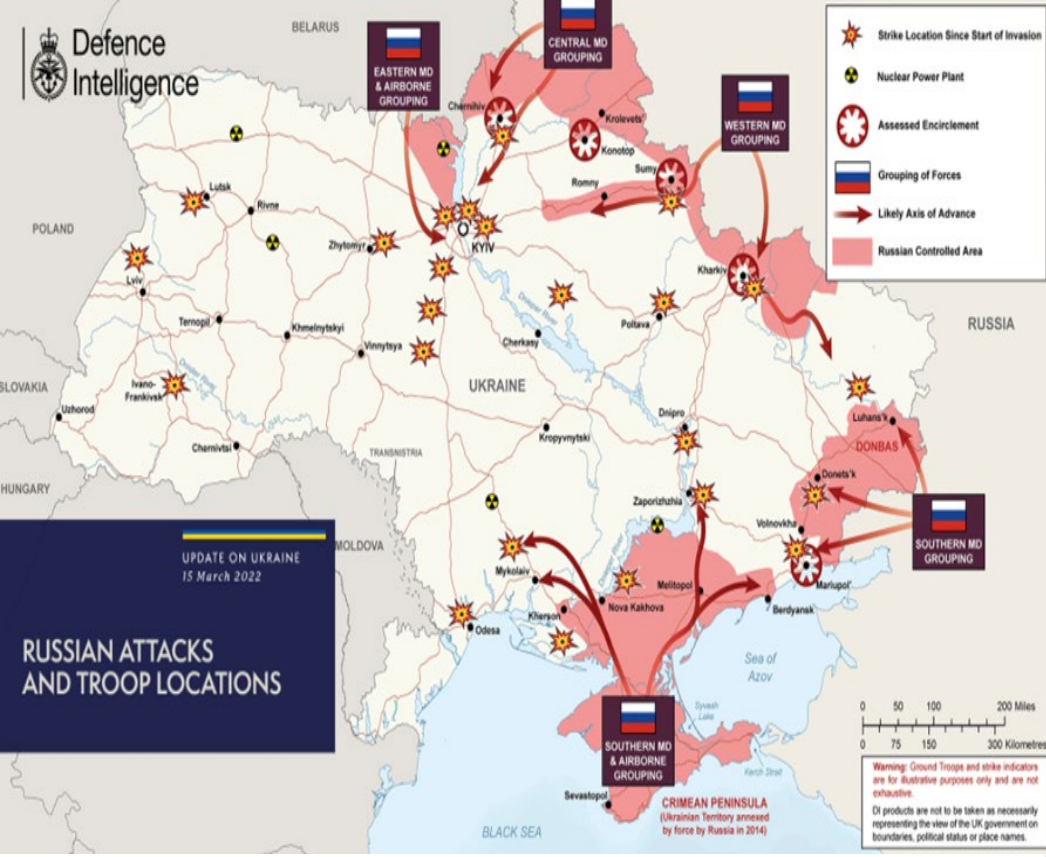 Defence
Intelligence
BELARUS
EASTERN MD
& AIRBORNE
GROUPING
CENTRAL MD
GROUPING
WESTERN MD
GROUPING
Strike Location Since Start of Invasion
Nuclear Power Plant
Assessed Encirclement
Grouping of Forces
Likely Axis of Advance
Russian Controlled Area
Chernihiv
Krolevets'
Konotop
Sumy
Romny
Lutsk
Rivne
POLAND
Zhytomyr
KYIV
Kharkiv
Lviv
Ternopil
Khmelnytskyi
Vinnytsya
Dnieper River
Cherkasy
Poltava
RUSSIA
SLOVAKIA
Ivano-
Frankivsk
UKRAINE
Uzhorod
Chernivtsi
TRANSNISTRIA
Kropyvnytski
Dnipro
Luhans'k
DONBAS
HUNGARY
Donets'k
Zaporizhzhia
Volnovkha
SOUTHERN MD
GROUPING
MOLDOVA
Mykolaiv
Melitopol
Mariupol'
Kherson
Nova Kakhova
Berdyansk
Odesa
UPDATE ON UKRAINE
15 March 2022
RUSSIAN ATTACKS
AND TROOP LOCATIONS
Sea of
Azov
Syvash
Lake
SOUTHERN MD
& AIRBORNE
GROUPING
Kerch Strait
Sevastopol
CRIMEAN PENINSULA
(Ukrainian Territory annexed
by force by Russia in 2014)
BLACK SEA
0 50 100 200 Miles
0 75 150 300 Kilometres
Warning: Ground Troops and strike indicators
are for illustrative purposes only and are not
exhaustive.
DI products are not to be taken as necessarily
representing the view of the UK government on
boundaries, political status or place names.